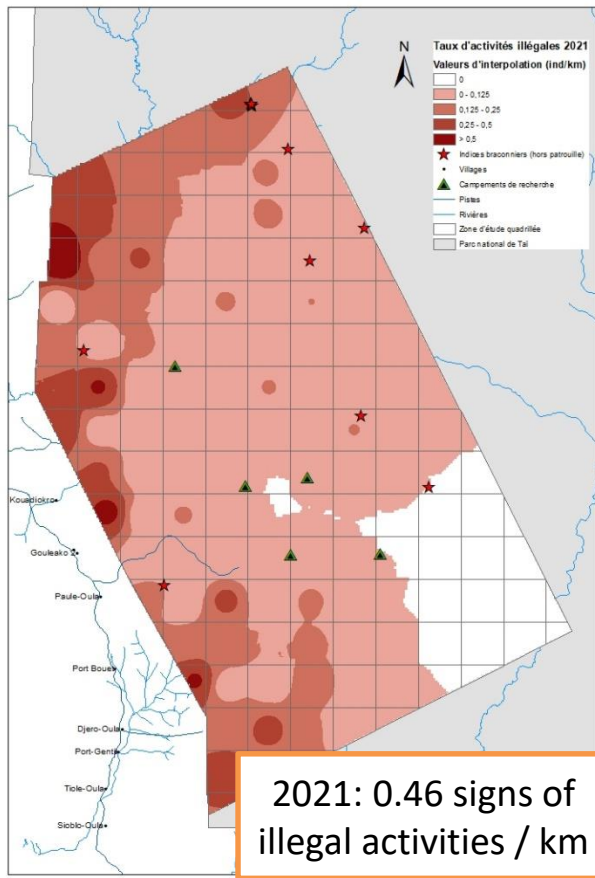 N
Taux d'activités illégales 2021
Valeurs d'interpolation (ind/km)
0
0 - 0,125
0,125 - 0,25
0,25 - 0,5
> 0,5
Indices braconniers (hors patrouille)
Villages
Campements de recherche
Pistes
Rivières
Zone d'étude quadrillée
Parc national de Taï
Kouadiokro
Gouleako 2
Paule-Oula
Port Boue
Djero-Oula
Port-Gentil
Tiole-Oula
Sioblo-Oula
2021: 0.46 signs of
illegal activities / km